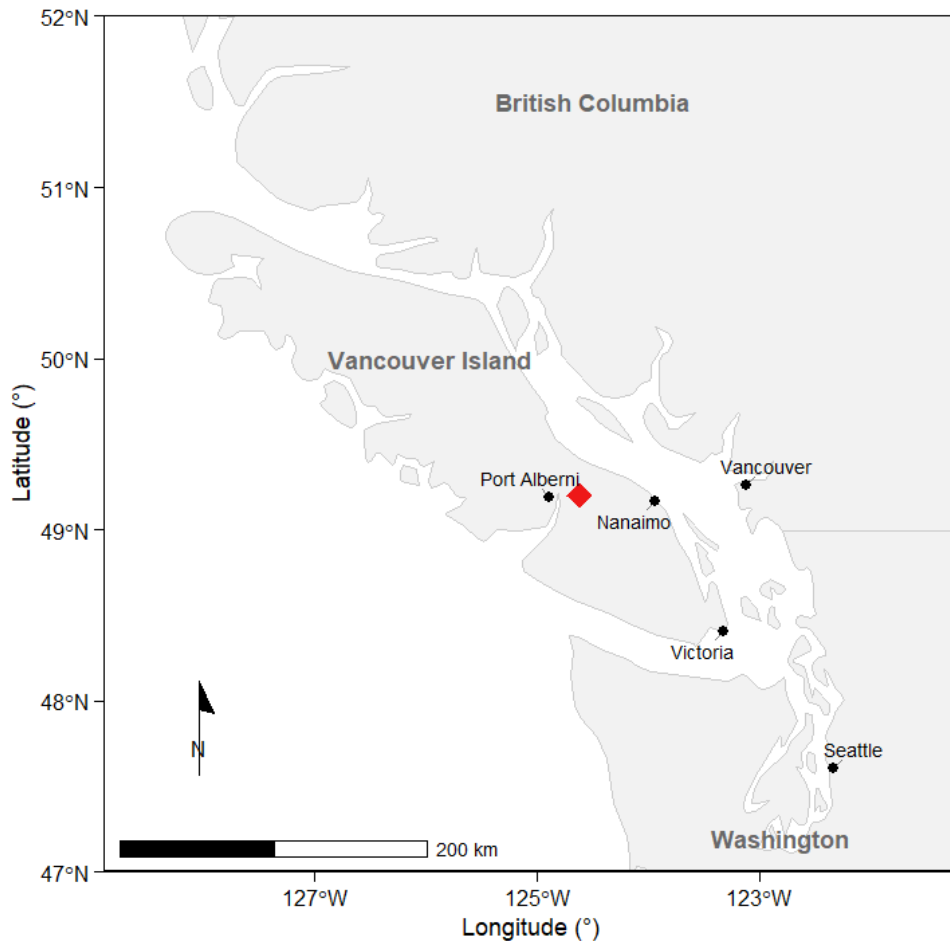 52°N
British Columbia
51°N
50°N
Vancouver Island
Latitude (°)
Port Alberni
Vancouver
Nanaimo
49°N
Victoria
48°N
N
Seattle
Washington
200 km
47°N
127°W
125°W
123°W
Longitude (°)